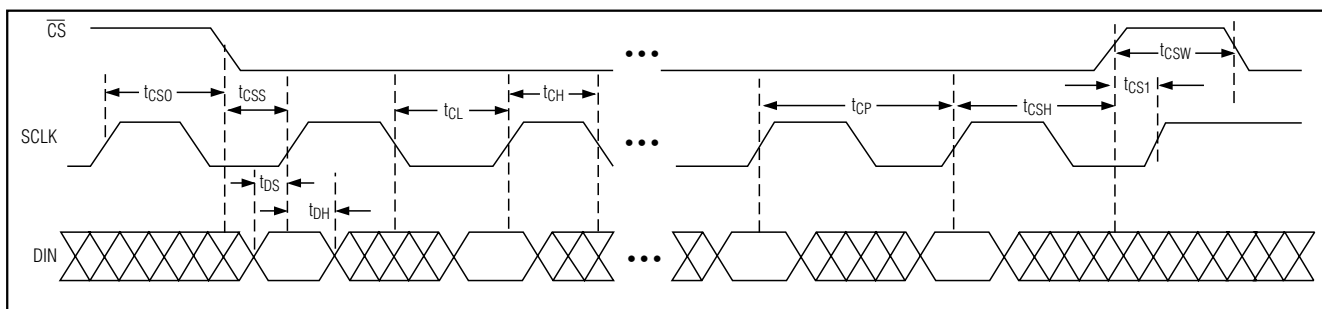 CS
•••
tCSW
tCSO tCSS tCL tCH tCP tCSH tCS1
SCLK
•••
tDS
tDH
DIN
•••